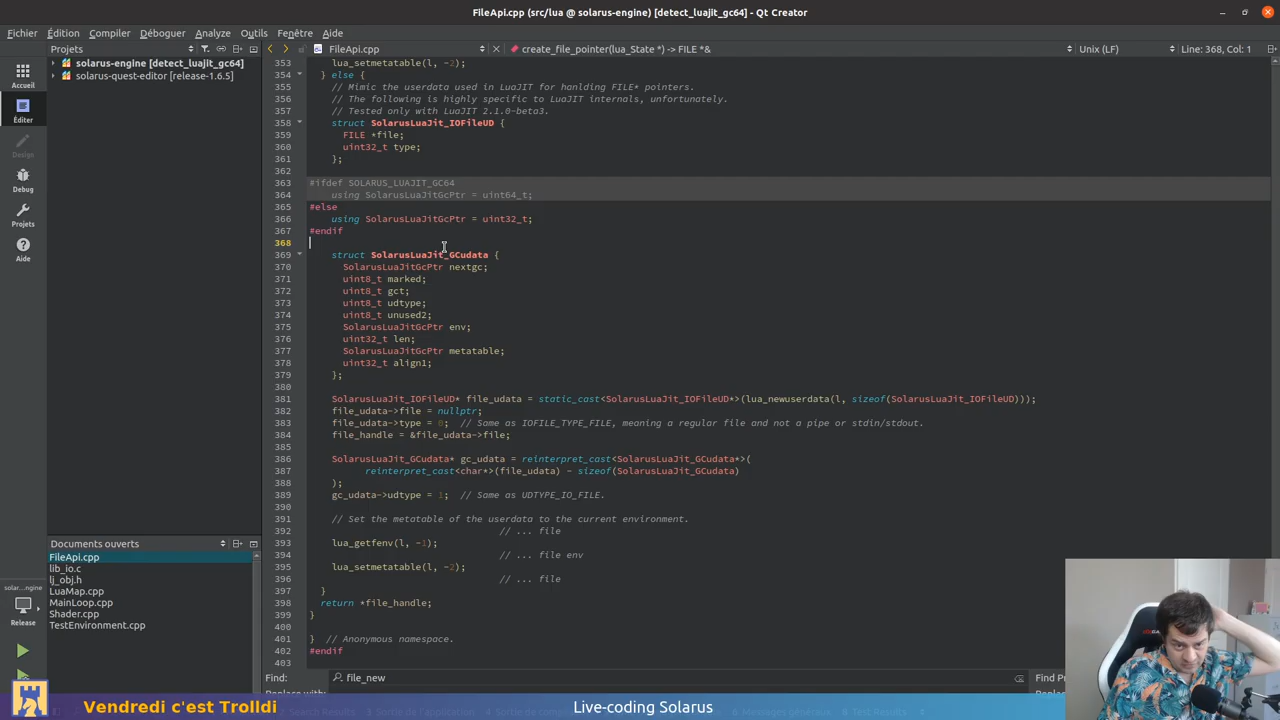 FileApi.cpp (src/lua @ solarus-engine) [detect_luajit_gc64] - Qt Creator
Fichier Édition Compiler Déboguer Analyze Outils Fenêtre Aide
Projets FileApi.cpp create_file_pointer(lua_State *) -> FILE *& Unix (LF) Line: 368, Col: 1
solarus-engine [detect_luajit_gc64]
solarus-quest-editor [release-1.6.5]
Accueil
Éditer
Design
Debug
Projets
Aide
353 lua_setmetatable(l, -2);
354 } else {
355 // Mimic the userdata used in LuaJIT for hanlding FILE* pointers.
356 // The following is highly specific to LuaJIT internals, unfortunately.
357 // Tested only with LuaJIT 2.1.0-beta3.
358 struct SolarusLuaJit_IOFileUD {
359 FILE *file;
360 uint32_t type;
361 };
362
363 #ifdef SOLARUS_LUAJIT_GC64
364 using SolarusLuaJitGcPtr = uint64_t;
365 #else
366 using SolarusLuaJitGcPtr = uint32_t;
367 #endif
368
369 struct SolarusLuaJit_GCudata {
370 SolarusLuaJitGcPtr nextgc;
371 uint8_t marked;
372 uint8_t gct;
373 uint8_t udtype;
374 uint8_t unused2;
375 SolarusLuaJitGcPtr env;
376 uint32_t len;
377 SolarusLuaJitGcPtr metatable;
378 uint32_t align1;
379 };
380
381 SolarusLuaJit_IOFileUD* file_udata = static_cast<SolarusLuaJit_IOFileUD*>(lua_newuserdata(l, sizeof(SolarusLuaJit_IOFileUD)));
382 file_udata->file = nullptr;
383 file_udata->type = 0; // Same as IOFILE_TYPE_FILE, meaning a regular file and not a pipe or stdin/stdout.
384 file_handle = &file_udata->file;
385
386 SolarusLuaJit_GCudata* gc_udata = reinterpret_cast<SolarusLuaJit_GCudata*>(
387 reinterpret_cast<char*>(file_udata) - sizeof(SolarusLuaJit_GCudata)
388 );
389 gc_udata->udtype = 1; // Same as UDTYPE_IO_FILE.
390
391 // Set the metatable of the userdata to the current environment.
392 // ... file
393 lua_getfenv(l, -1);
394 // ... file env
395 lua_setmetatable(l, -2);
396 // ... file
397 }
398 return *file_handle;
399 }
400
401 } // Anonymous namespace.
402 #endif
403
Documents ouverts
FileApi.cpp
lib_io.c
lj_obj.h
LuaMap.cpp
MainLoop.cpp
Shader.cpp
TestEnvironment.cpp
solar...ngine
Release
Find: file_new Find Pr
Replace with:
Vendredi c'est Trolldi
Live-coding Solarus